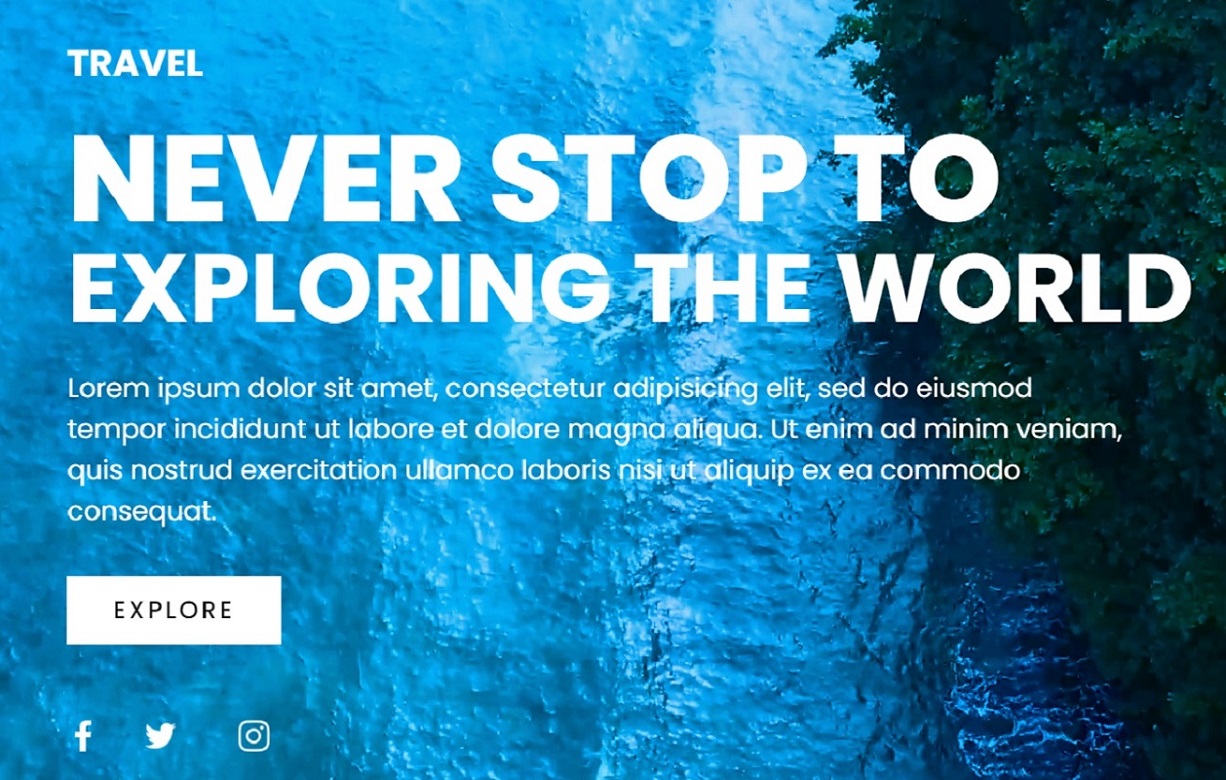 TRAVEL
NEVER STOP TO
EXPLORING THE WORLD
Lorem ipsum dolor sit amet, consectetur adipisicing elit, sed do eiusmod
tempor incididunt ut labore et dolore magna aliqua. Ut enim ad minim veniam,
quis nostrud exercitation ullamco laboris nisi ut aliquip ex ea commodo
consequat.
EXPLORE